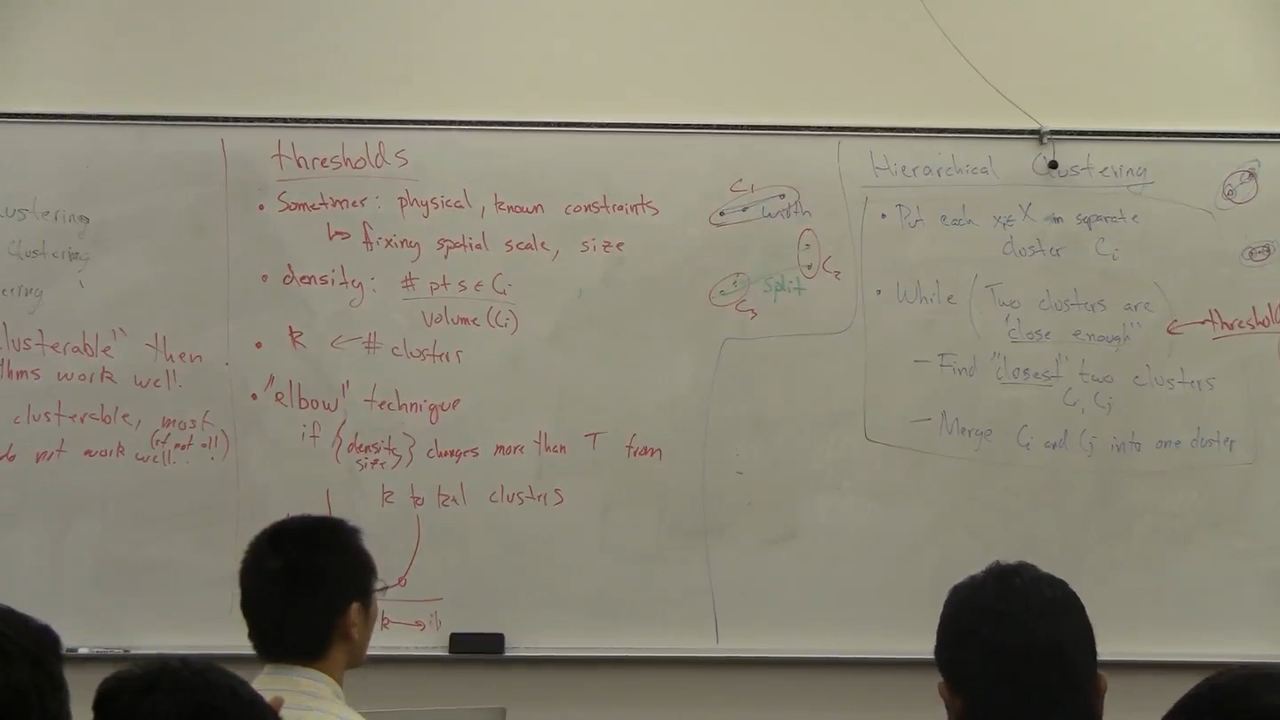 Clustering
lusterable" then
thms work well.
clusterable, most
(if not all)
do not work well...!
thresholds
• Sometimes: physical, known constraints
↳ fixing spatial scale, size
• density: # pts ∈ Ci
Volume (Ci)
• k ← # clusters
• "elbow" technique
if {density
size} changes more than T from
k to k+1 clusters
k →
C1
width
C2
split
C3
Hierarchical Clustering
• Put each xi∈X in separate
cluster Ci
• While (Two clusters are
"close enough")
← threshold
- Find "closest" two clusters
Ci, Cj
- Merge Ci and Cj into one cluster